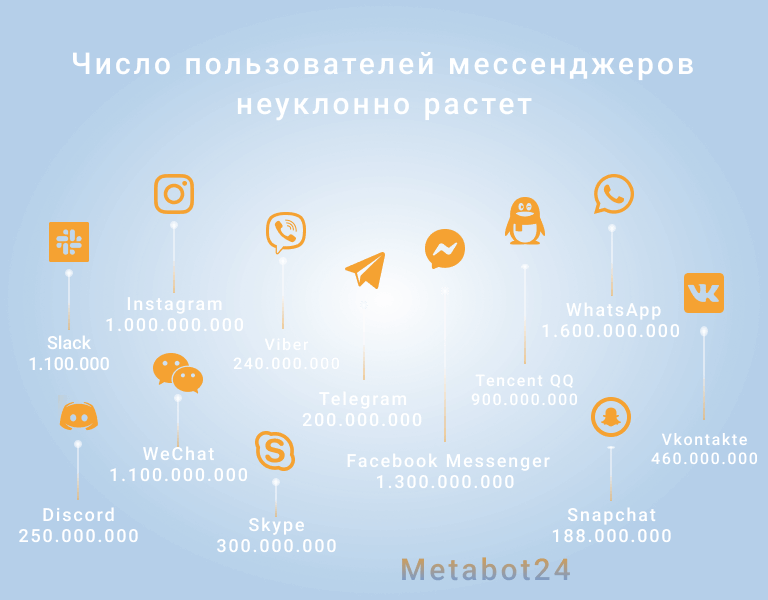 Число пользователей мессенджеров
неуклонно растет
Instagram
1.000.000.000
WhatsApp
1.600.000.000
Slack
1.100.000
Viber
240.000.000
Telegram
200.000.000
Tencent QQ
900.000.000
Vkontakte
460.000.000
WeChat
1.100.000.000
Facebook Messenger
1.300.000.000
Discord
250.000.000
Skype
300.000.000
Snapchat
188.000.000
Metabot24